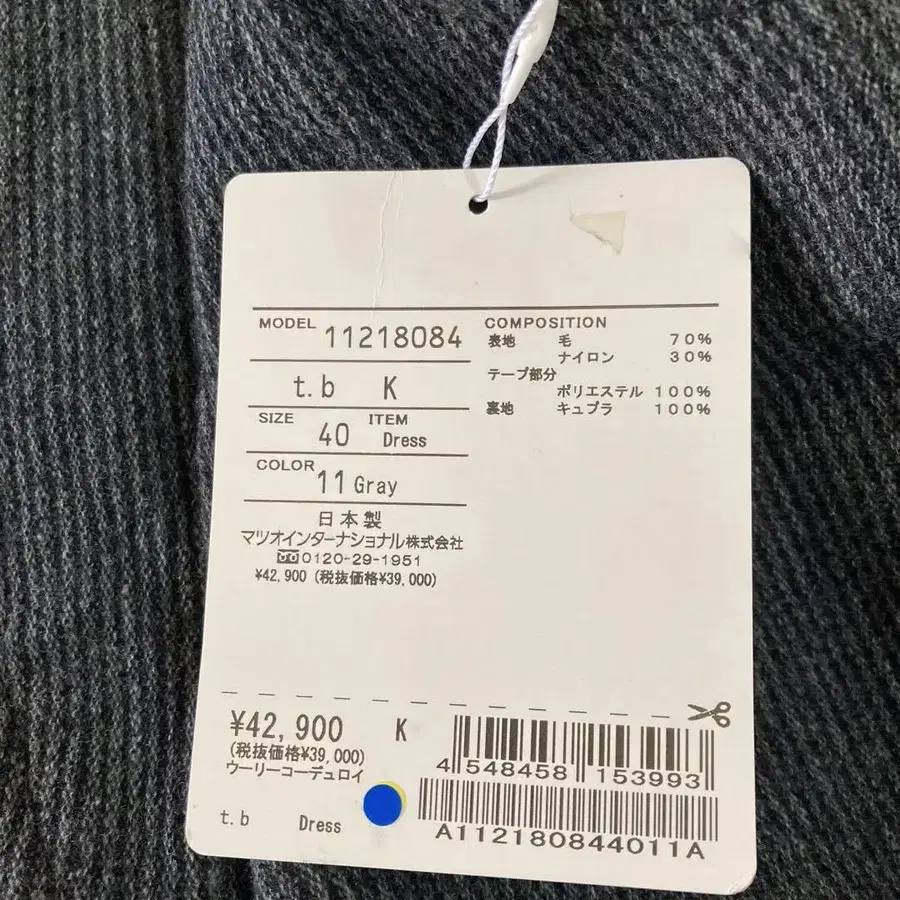 MODEL 11218084
t.b K
SIZE 40 ITEM Dress
COLOR 11 Gray
日本製
マツオインターナショナル株式会社
0120-29-1951
¥42,900 (税抜価格¥39,000)
COMPOSITION
表地 毛 70%
ナイロン 30%
テープ部分
ポリエステル 100%
裏地 キュプラ 100%
¥42,900 K
(税抜価格¥39,000)
ウーリーコーデュロイ
t.b Dress
4 548458 153993
A112180844011A